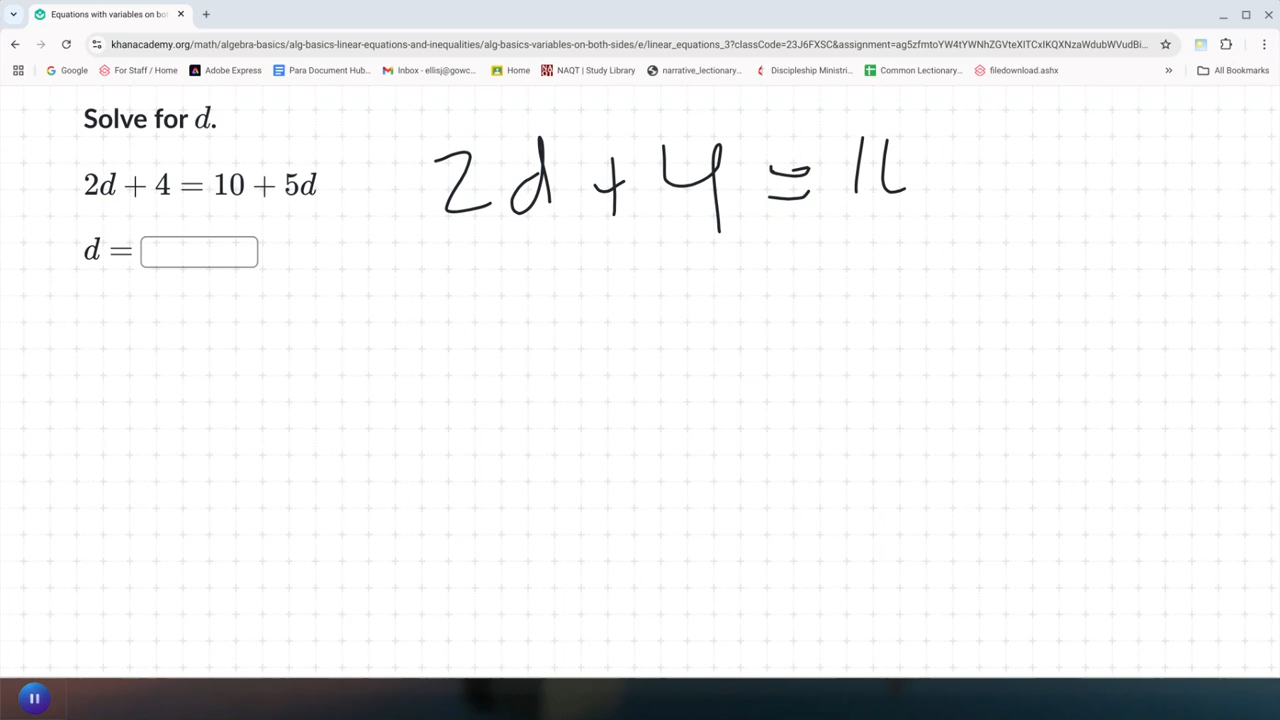 Equations with variables on bot
khanacademy.org/math/algebra-basics/alg-basics-linear-equations-and-inequalities/alg-basics-variables-on-both-sides/e/linear_equations_3?classCode=23J6FXSC&assignment=ag5zfmtoYW4tYWNhZGVteXITCxIKQXNzaWdubWVudBi...
Google For Staff / Home Adobe Express Para Document Hub... Inbox - ellisj@gowc... Home NAQT | Study Library narrative_lectionary... Discipleship Ministri... Common Lectionary... filedownload.ashx » All Bookmarks
Solve for d.
2d + 4 = 10 + 5d
d =
2d + 4 =